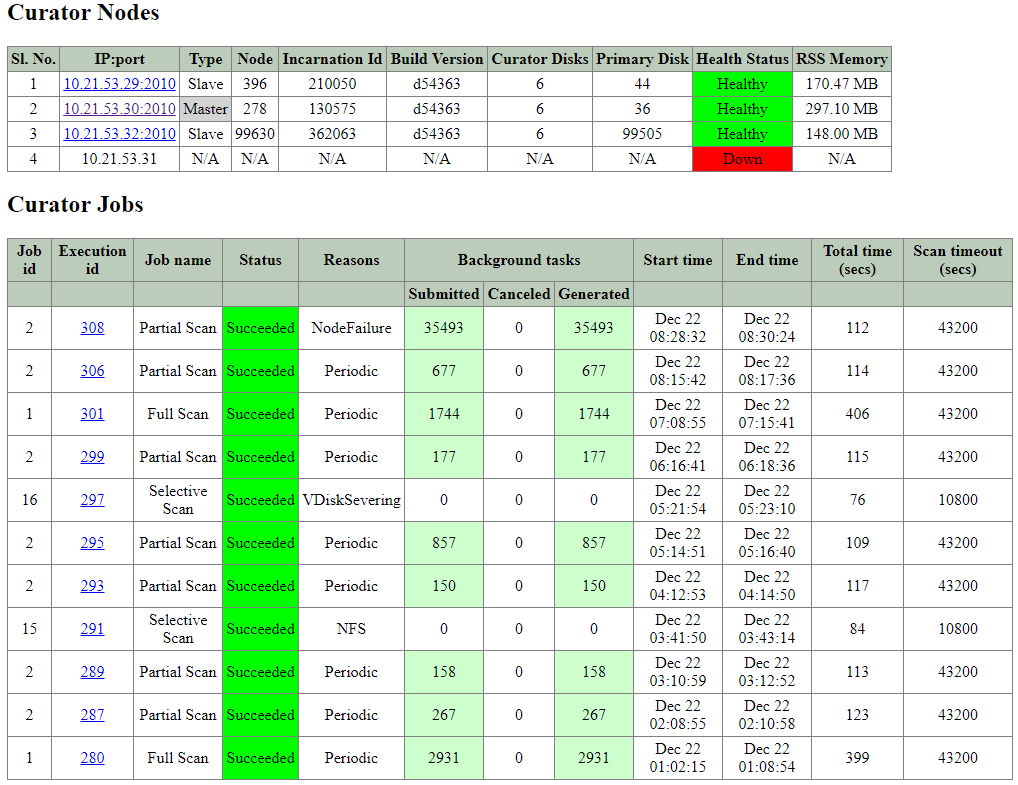 Curator Nodes
Sl. No. IP:port Type Node Incarnation Id Build Version Curator Disks Primary Disk Health Status RSS Memory
1 10.21.53.29:2010 Slave 396 210050 d54363 6 44 Healthy 170.47 MB
2 10.21.53.30:2010 Master 278 130575 d54363 6 36 Healthy 297.10 MB
3 10.21.53.32:2010 Slave 99630 362063 d54363 6 99505 Healthy 148.00 MB
4 10.21.53.31 N/A N/A N/A N/A N/A N/A Down N/A
Curator Jobs
Job id Execution id Job name Status Reasons Background tasks Start time End time Total time (secs) Scan timeout (secs)
Submitted Canceled Generated
2 308 Partial Scan Succeeded NodeFailure 35493 0 35493 Dec 22 08:28:32 Dec 22 08:30:24 112 43200
2 306 Partial Scan Succeeded Periodic 677 0 677 Dec 22 08:15:42 Dec 22 08:17:36 114 43200
1 301 Full Scan Succeeded Periodic 1744 0 1744 Dec 22 07:08:55 Dec 22 07:15:41 406 43200
2 299 Partial Scan Succeeded Periodic 177 0 177 Dec 22 06:16:41 Dec 22 06:18:36 115 43200
16 297 Selective Scan Succeeded VDiskSevering 0 0 0 Dec 22 05:21:54 Dec 22 05:23:10 76 10800
2 295 Partial Scan Succeeded Periodic 857 0 857 Dec 22 05:14:51 Dec 22 05:16:40 109 43200
2 293 Partial Scan Succeeded Periodic 150 0 150 Dec 22 04:12:53 Dec 22 04:14:50 117 43200
15 291 Selective Scan Succeeded NFS 0 0 0 Dec 22 03:41:50 Dec 22 03:43:14 84 10800
2 289 Partial Scan Succeeded Periodic 158 0 158 Dec 22 03:10:59 Dec 22 03:12:52 113 43200
2 287 Partial Scan Succeeded Periodic 267 0 267 Dec 22 02:08:55 Dec 22 02:10:58 123 43200
1 280 Full Scan Succeeded Periodic 2931 0 2931 Dec 22 01:02:15 Dec 22 01:08:54 399 43200